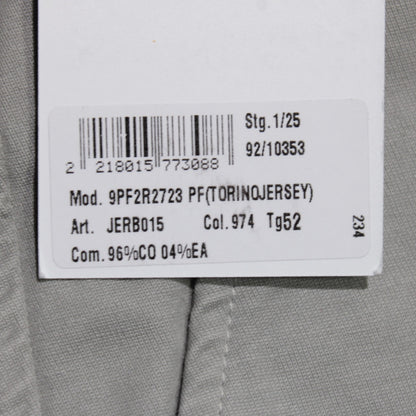 Stg.1/25
92/10353
2 218015 773088
Mod. 9PF2R2723 PF(TORINOJERSEY)
Art. JERB015 Col.974 Tg52
Com. 96%CO 04%EA
234